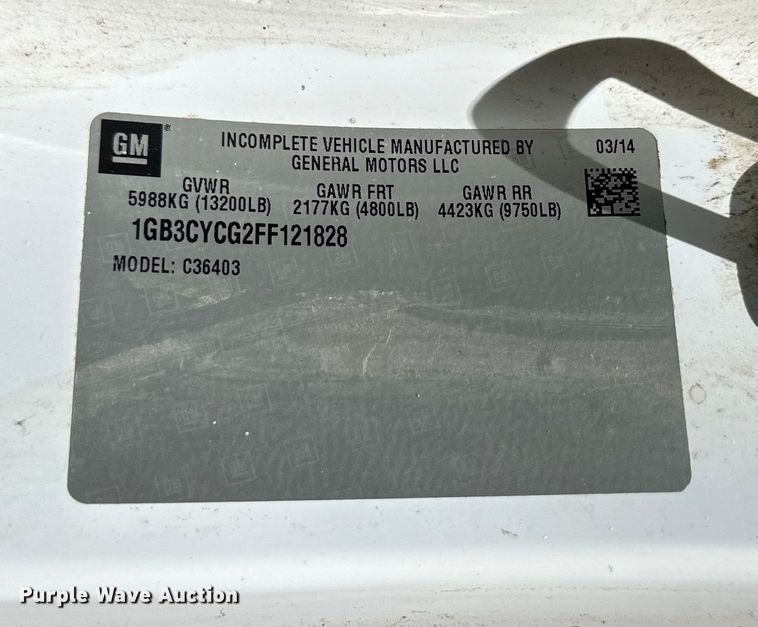 GM
INCOMPLETE VEHICLE MANUFACTURED BY
GENERAL MOTORS LLC
03/14
GVWR
5988KG (13200LB)
GAWR FRT
2177KG (4800LB)
GAWR RR
4423KG (9750LB)
1GB3CYCG2FF121828
MODEL: C36403
Purple Wave Auction